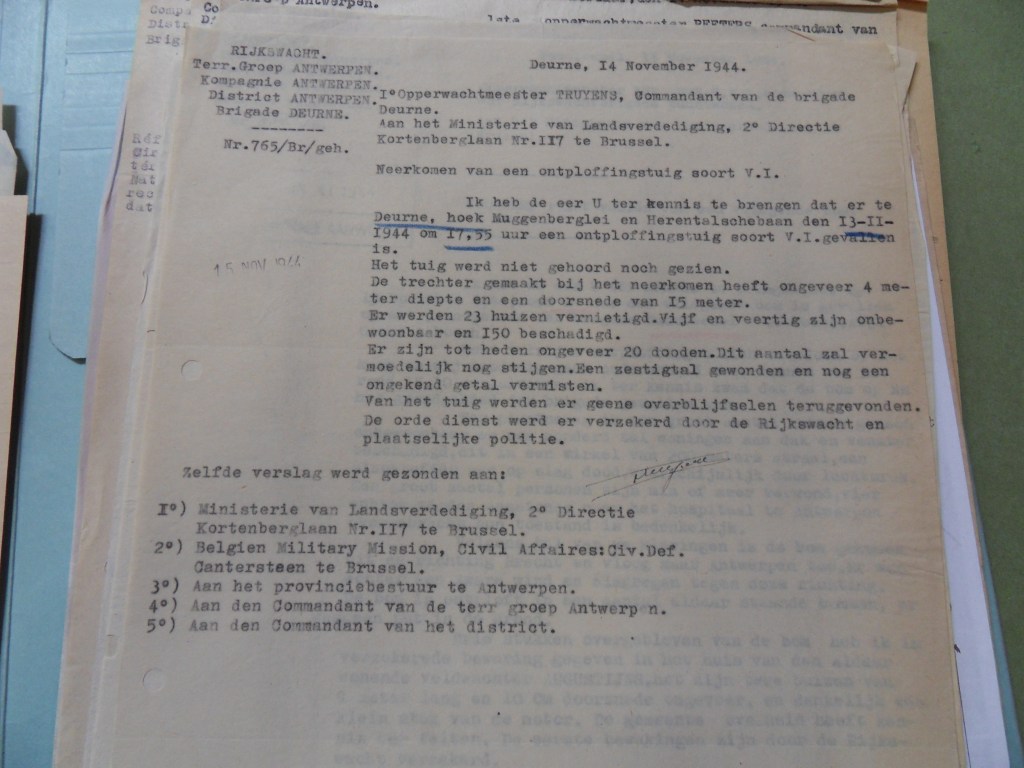 RIJKSWACHT.
Terr.Groep ANTWERPEN.
Kompagnie ANTWERPEN.
District ANTWERPEN.
Brigade DEURNE.
---------
Nr.765/Br/geh.
Deurne, I4 November I944.
I°Opperwachtmeester TRUYENS, Commandant van de brigade
Deurne.
Aan het Ministerie van Landsverdediging, 2° Directie
Kortenberglaan Nr.II7 te Brussel.
Neerkomen van een ontploffingstuig soort V.I.
Ik heb de eer U ter kennis te brengen dat er te
Deurne, hoek Muggenberglei en Herentalschebaan den I3-II-
I944 om I7,55 uur een ontploffingstuig soort V.I.gevallen
is.
Het tuig werd niet gehoord noch gezien.
De trechter gemaakt bij het neerkomen heeft ongeveer 4 me-
ter diepte en een doorsnede van I5 meter.
Er werden 23 huizen vernietigd.Vijf en veertig zijn onbe-
woonbaar en I50 beschadigd.
Er zijn tot heden ongeveer 20 dooden.Dit aantal zal ver-
moedelijk nog stijgen.Een zestigtal gewonden en nog een
ongekend getal vermisten.
Van het tuig werden er geene overblijfselen teruggevonden.
De orde dienst werd er verzekerd door de Rijkswacht en
plaatselijke politie.
15 NOV 1944
Zelfde verslag werd gezonden aan:
I°) Ministerie van Landsverdediging, 2° Directie
Kortenberglaan Nr.II7 te Brussel.
2°) Belgien Military Mission, Civil Affaires:Civ.Def.
Cantersteen te Brussel.
3°) Aan het provinciebestuur te Antwerpen.
4°) Aan den Commandant van de terr groep Antwerpen.
5°) Aan den Commandant van het district.